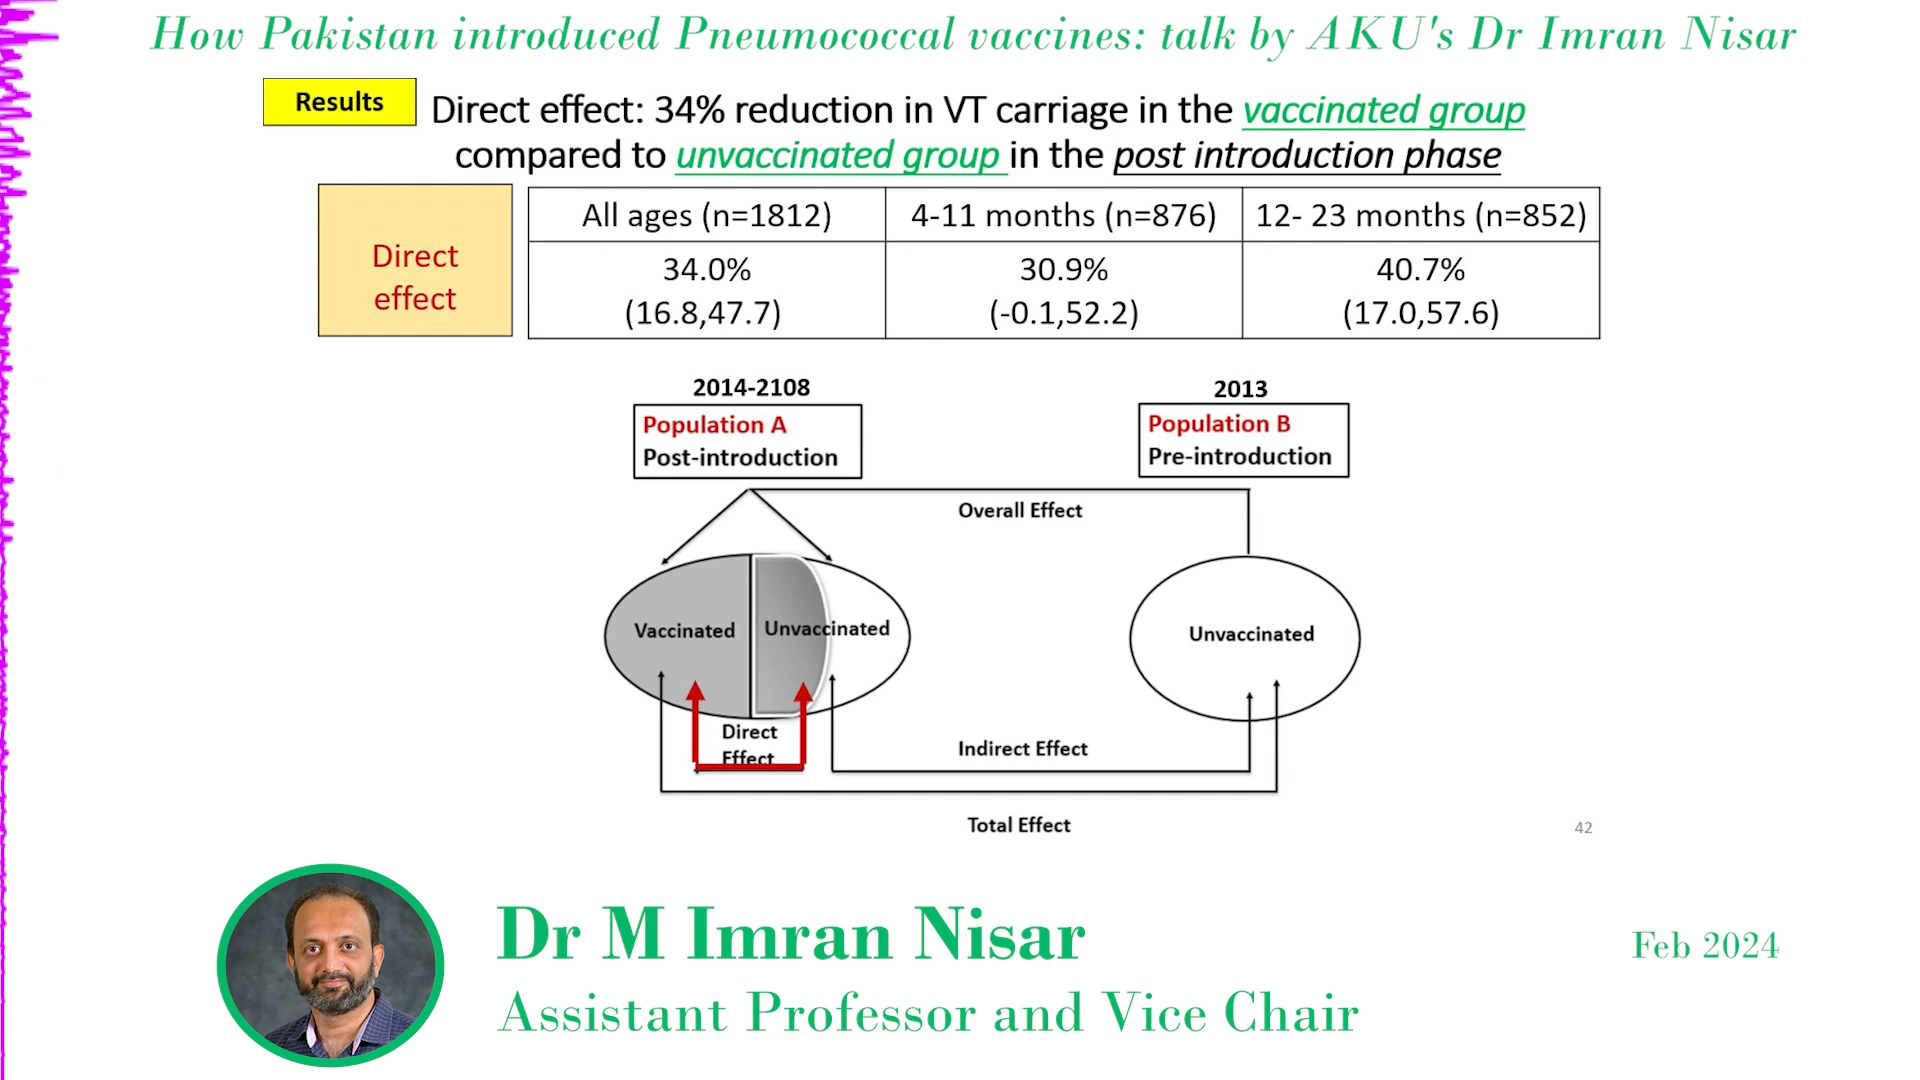 How Pakistan introduced Pneumococcal vaccines: talk by AKU's Dr Imran Nisar
Results
Direct effect: 34% reduction in VT carriage in the vaccinated group
compared to unvaccinated group in the post introduction phase
Direct
effect
All ages (n=1812)
4-11 months (n=876)
12- 23 months (n=852)
34.0%
(16.8,47.7)
30.9%
(-0.1,52.2)
40.7%
(17.0,57.6)
2014-2108
Population A
Post-introduction
2013
Population B
Pre-introduction
Overall Effect
Vaccinated
Unvaccinated
Unvaccinated
Direct
Effect
Indirect Effect
Total Effect
42
Dr M Imran Nisar
Assistant Professor and Vice Chair
Feb 2024